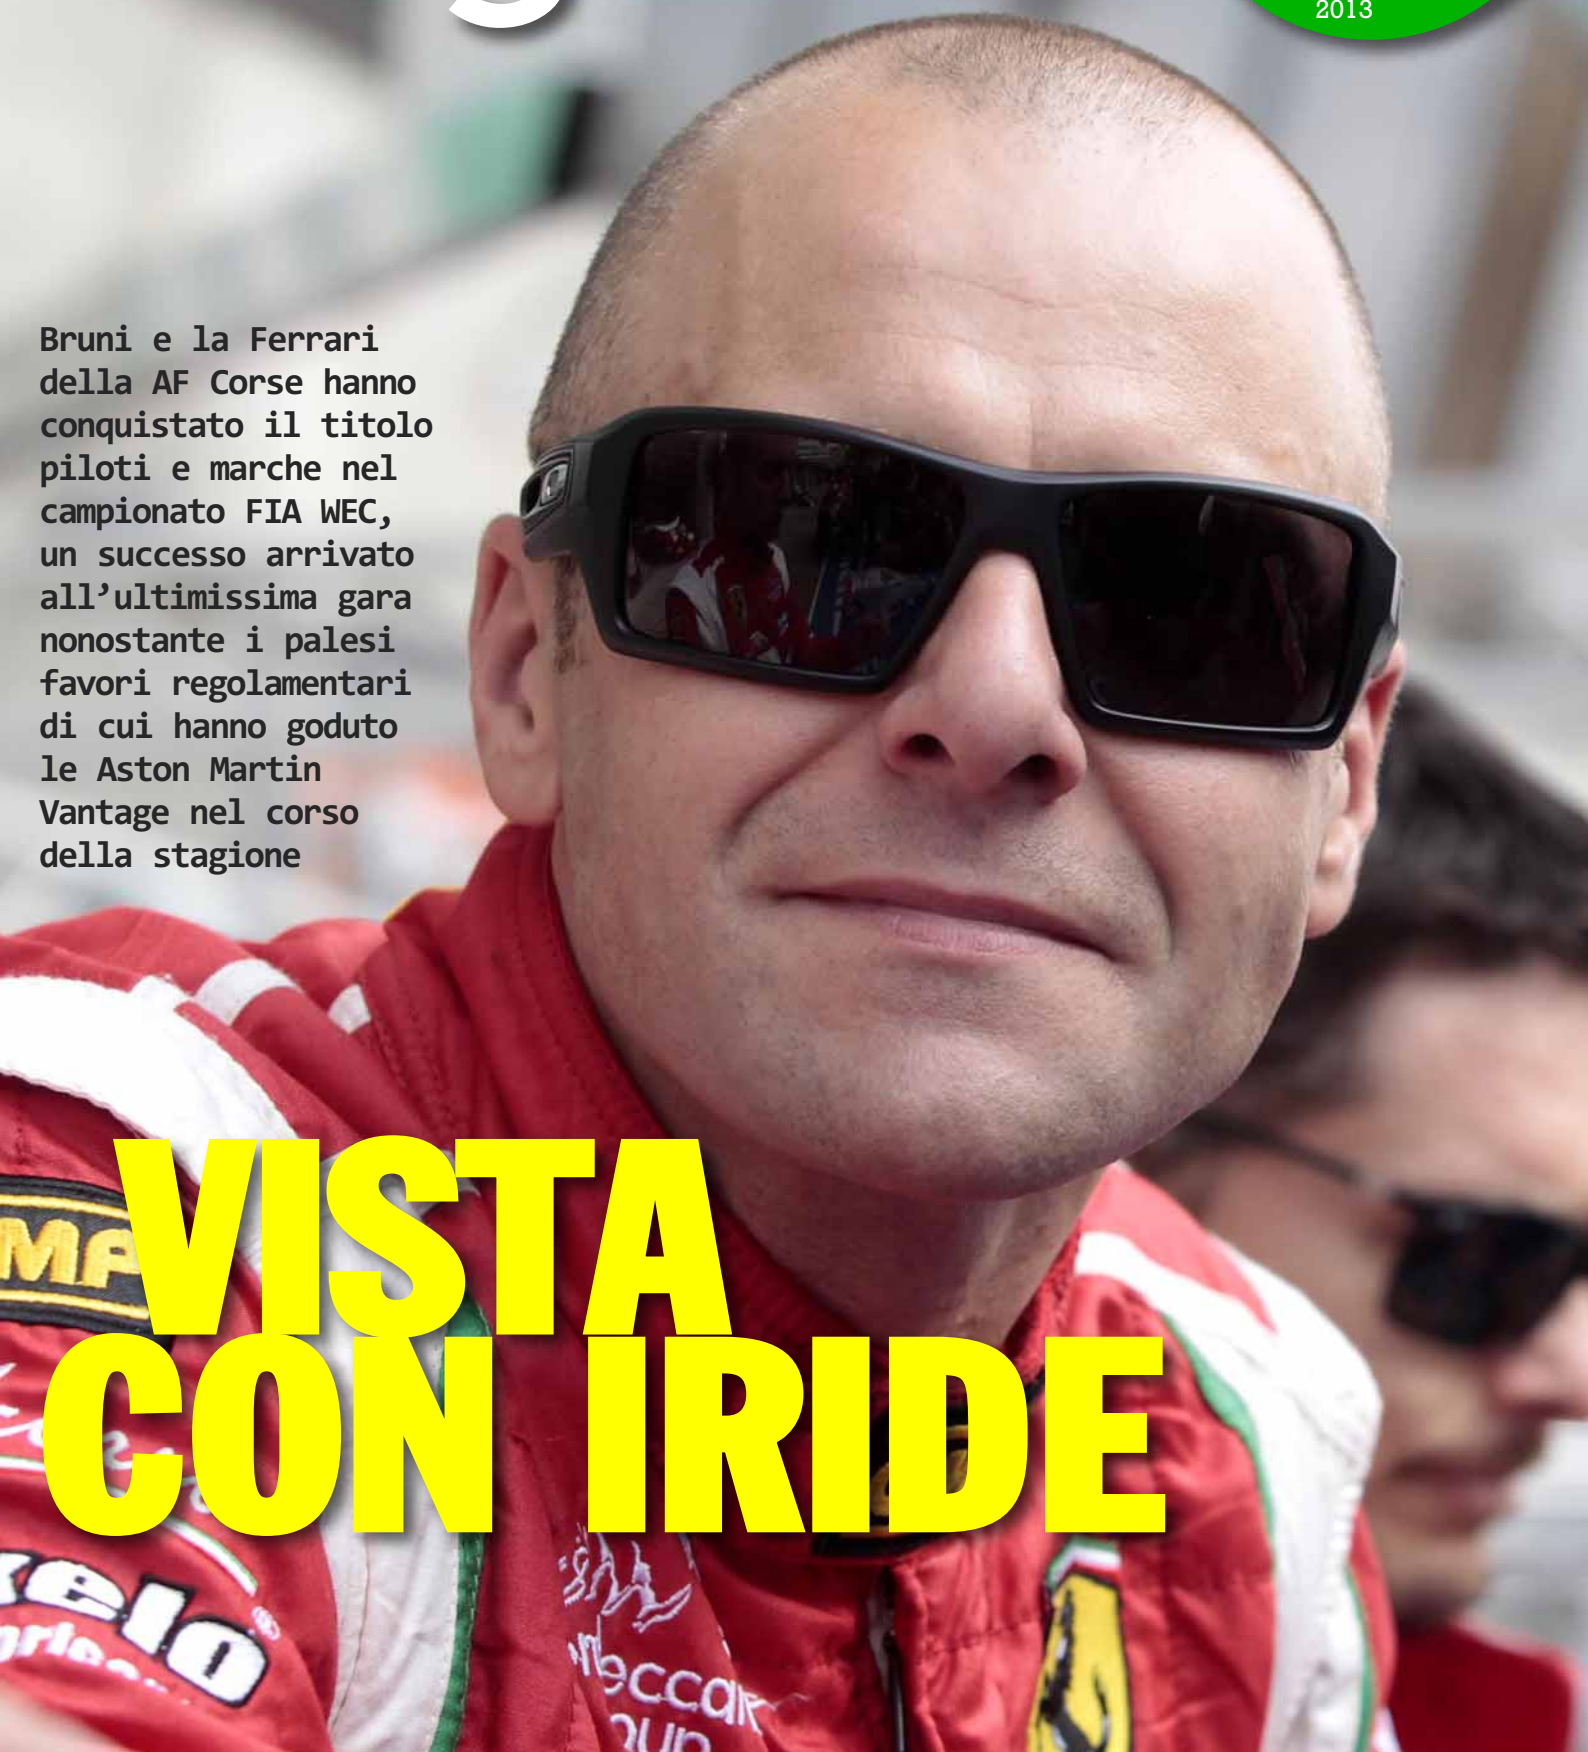 2013
Bruni e la Ferrari
della AF Corse hanno
conquistato il titolo
piloti e marche nel
campionato FIA WEC,
un successo arrivato
all’ultimissima gara
nonostante i palesi
favori regolamentari
di cui hanno goduto
le Aston Martin
Vantage nel corso
della stagione
VISTA
CON IRIDE